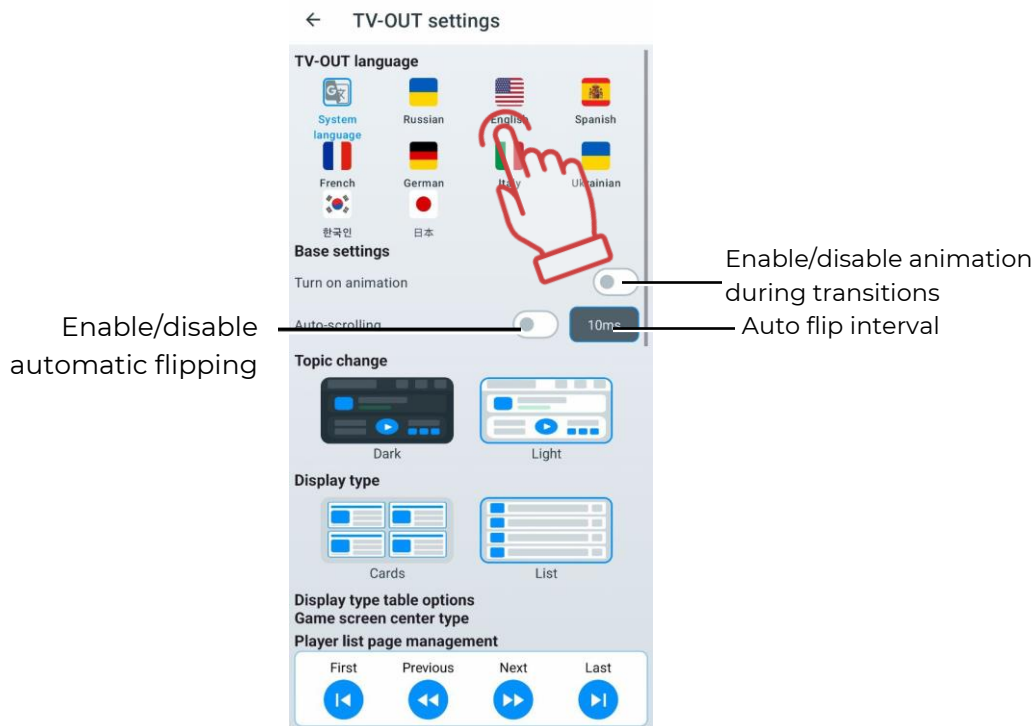 TV-OUT settings
TV-OUT language
System language
Russian
English
Spanish
French
German
Italy
Ukrainian
한국인
日本
Base settings
Turn on animation
Enable/disable animation
during transitions
Enable/disable
automatic flipping
Auto-scrolling
10ms
Auto flip interval
Topic change
Dark
Light
Display type
Cards
List
Display type table options
Game screen center type
Player list page management
First
Previous
Next
Last